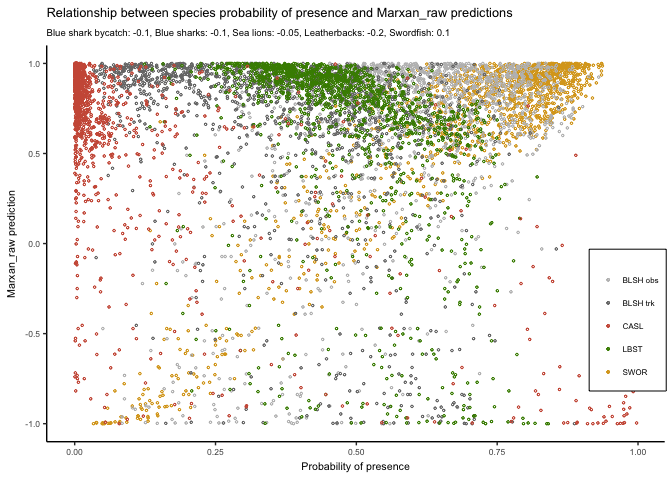 Relationship between species probability of presence and Marxan_raw predictions
Blue shark bycatch: -0.1, Blue sharks: -0.1, Sea lions: -0.05, Leatherbacks: -0.2, Swordfish: 0.1
1.0
0.5
0.0
-0.5
-1.0
Marxan_raw prediction
BLSH obs
BLSH trk
CASL
LBST
SWOR
0.00
0.25
0.50
0.75
1.00
Probability of presence